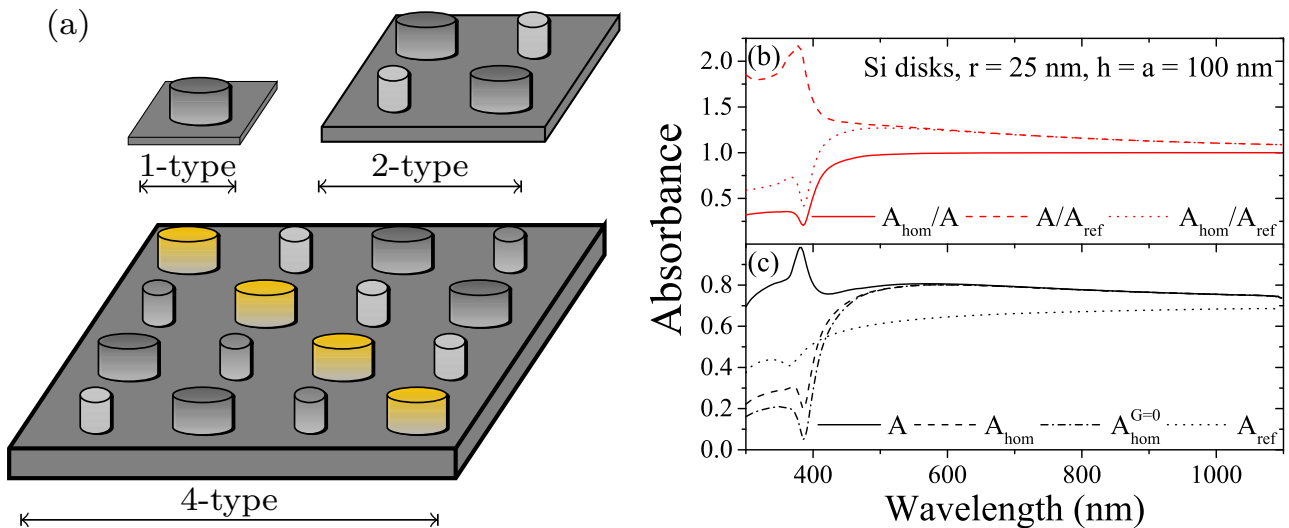 (a)
1-type
2-type
4-type
(b)
Si disks, r = 25 nm, h = a = 100 nm
2.0
1.5
1.0
0.5
A_hom/A A/A_ref A_hom/A_ref
(c)
0.8
0.6
0.4
0.2
0.0
A A_hom A_hom^G=0 A_ref
Absorbance
400 600 800 1000
Wavelength (nm)